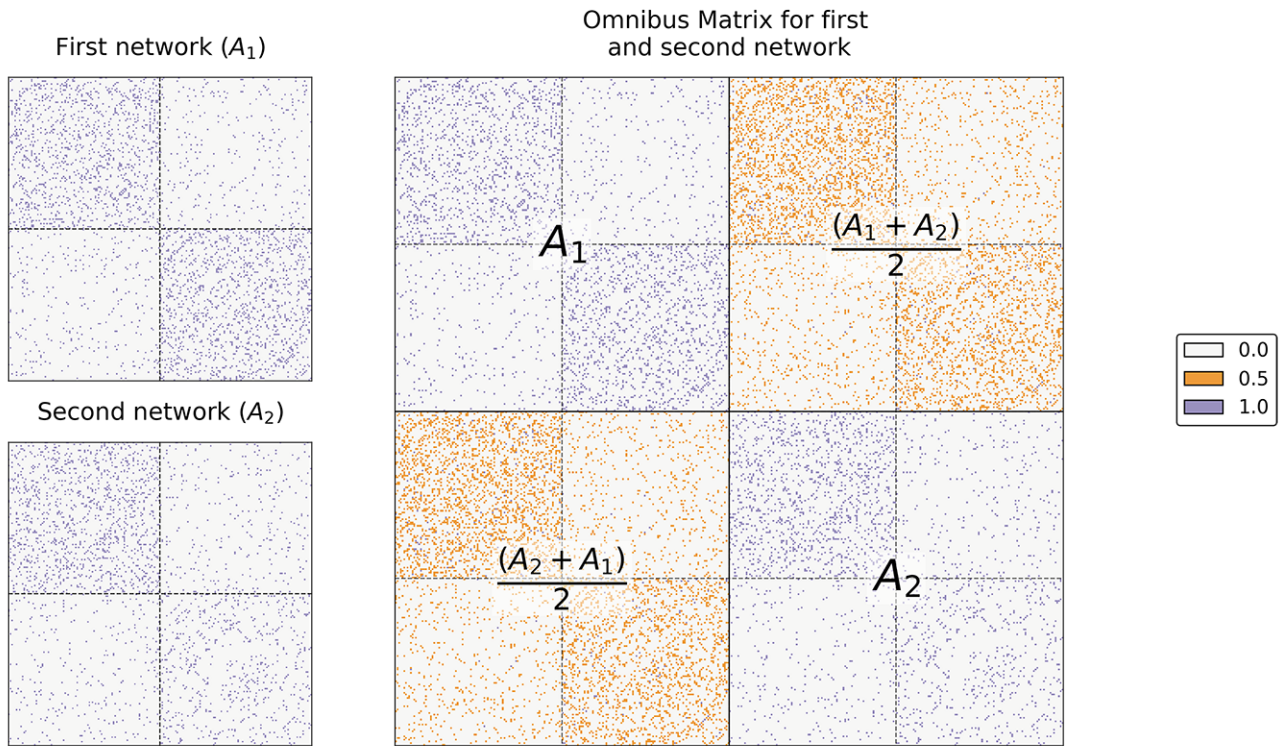 First network (A₁)
Second network (A₂)
Omnibus Matrix for first
and second network
A₁
(A₁ + A₂)
2
(A₂ + A₁)
2
A₂
0.0
0.5
1.0